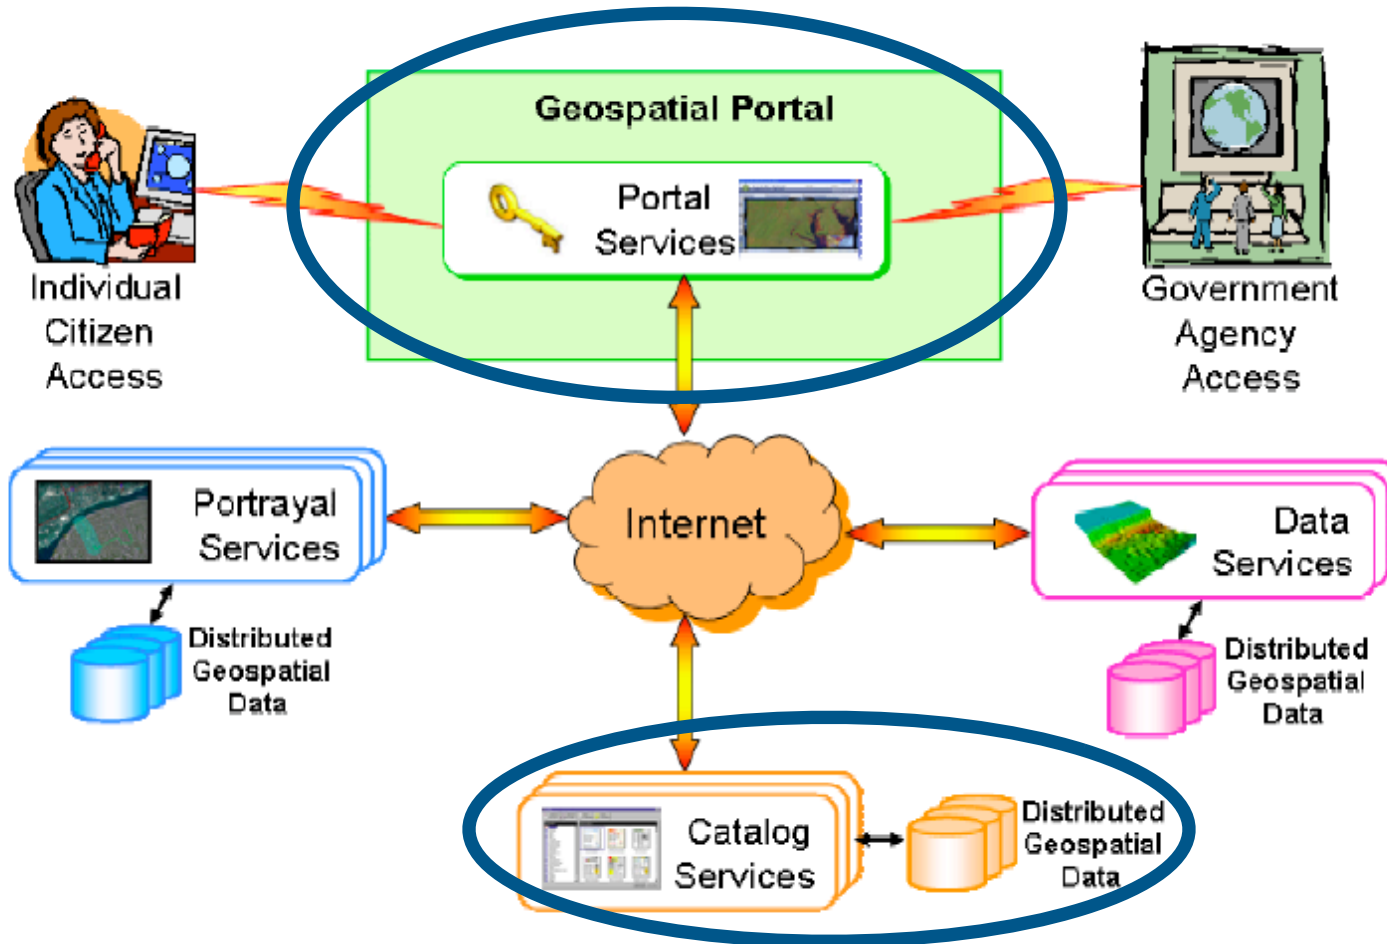 Geospatial Portal
Portal
Services
Individual
Citizen
Access
Government
Agency
Access
Portrayal
Services
Internet
Data
Services
Distributed
Geospatial
Data
Distributed
Geospatial
Data
Catalog
Services
Distributed
Geospatial
Data